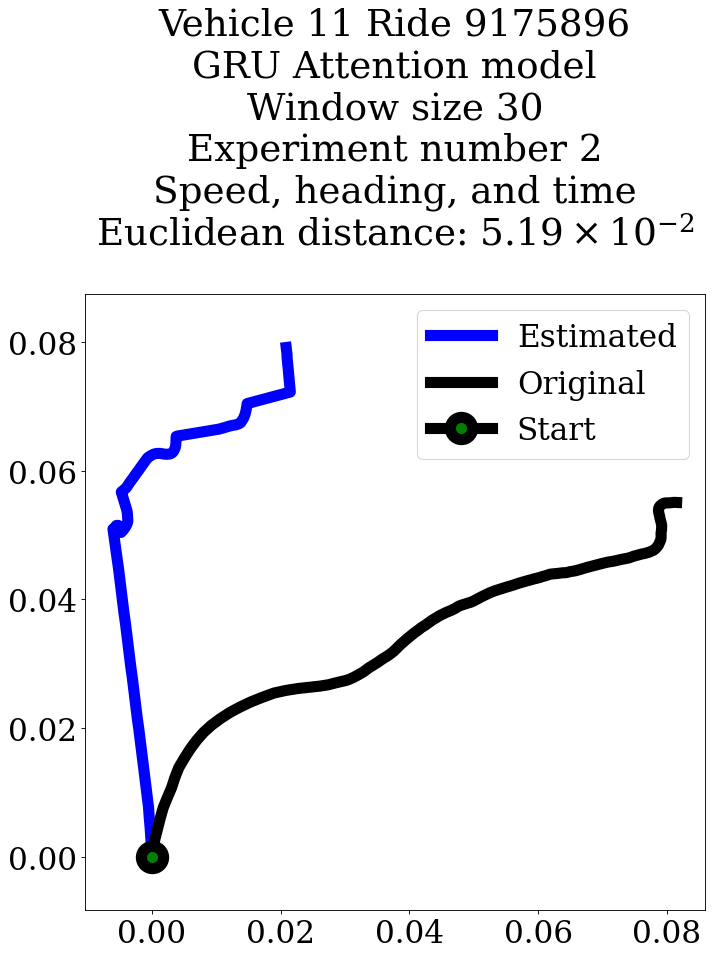 Vehicle 11 Ride 9175896
GRU Attention model
Window size 30
Experiment number 2
Speed, heading, and time
Euclidean distance: 5.19 × 10⁻²
Estimated
Original
Start
0.08
0.06
0.04
0.02
0.00
0.00 0.02 0.04 0.06 0.08